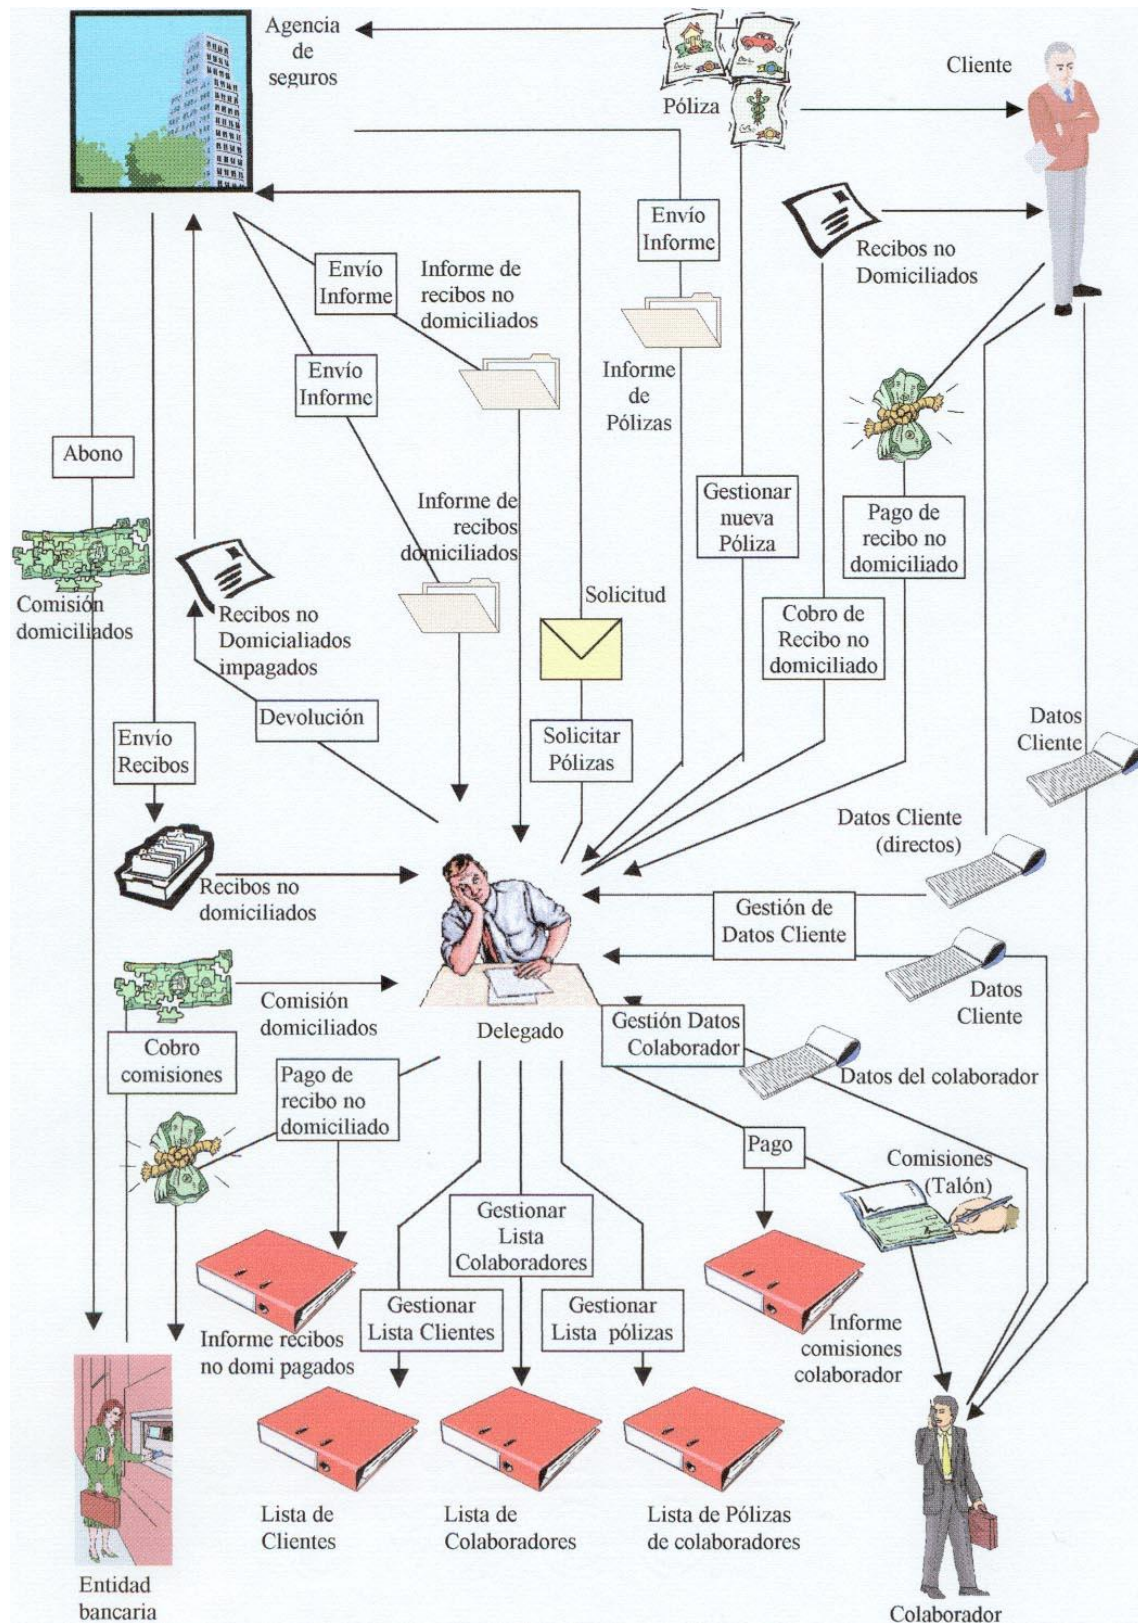 Agencia
de
seguros
Póliza
Cliente
Envío
Informe
Recibos no
Domiciliados
Envío
Informe
Informe de
recibos no
domiciliados
Envío
Informe
Informe
de
Pólizas
Abono
Informe de
recibos
domiciliados
Gestionar
nueva
Póliza
Pago de
recibo no
domiciliado
Comisión
domiciliados
Recibos no
Domicialiados
impagados
Solicitud
Cobro de
Recibo no
domiciliado
Devolución
Envío
Recibos
Solicitar
Pólizas
Datos
Cliente
Datos Cliente
(directos)
Recibos no
domiciliados
Gestión de
Datos Cliente
Comisión
domiciliados
Delegado
Datos
Cliente
Gestión Datos
Colaborador
Cobro
comisiones
Pago de
recibo no
domiciliado
Datos del colaborador
Pago
Comisiones
(Talón)
Gestionar
Lista
Colaboradores
Gestionar
Lista Clientes
Gestionar
Lista pólizas
Informe recibos
no domi pagados
Informe
comisiones
colaborador
Lista de
Clientes
Lista de
Colaboradores
Lista de Pólizas
de colaboradores
Entidad
bancaria
Colaborador